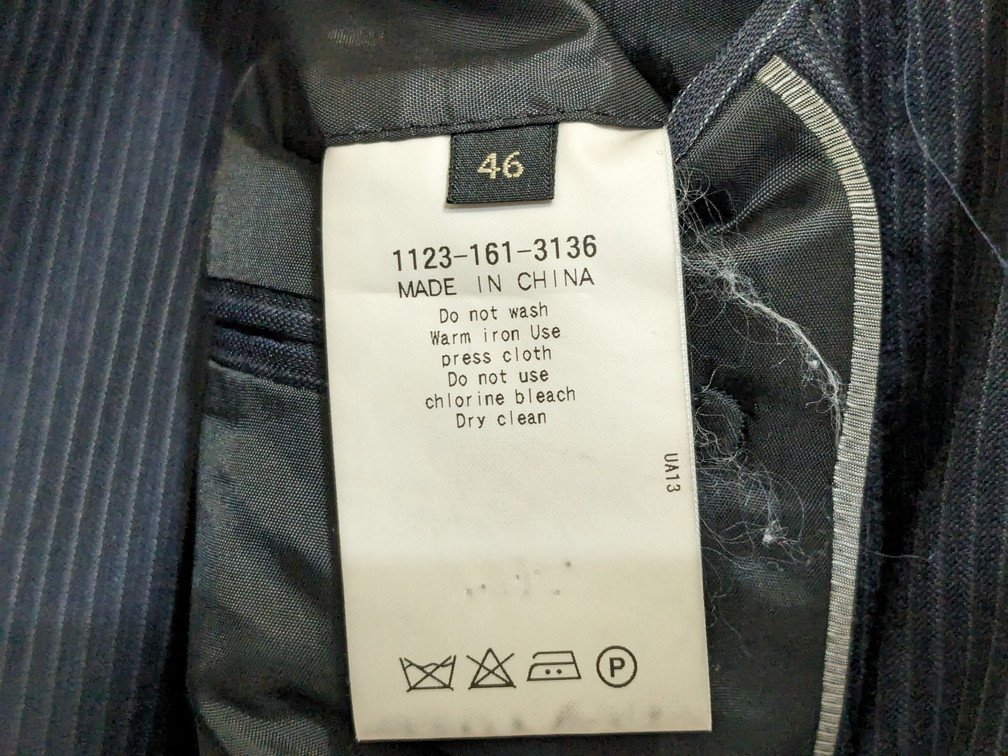 46
1123-161-3136
MADE IN CHINA
Do not wash
Warm iron Use
press cloth
Do not use
chlorine bleach
Dry clean
UA13
P